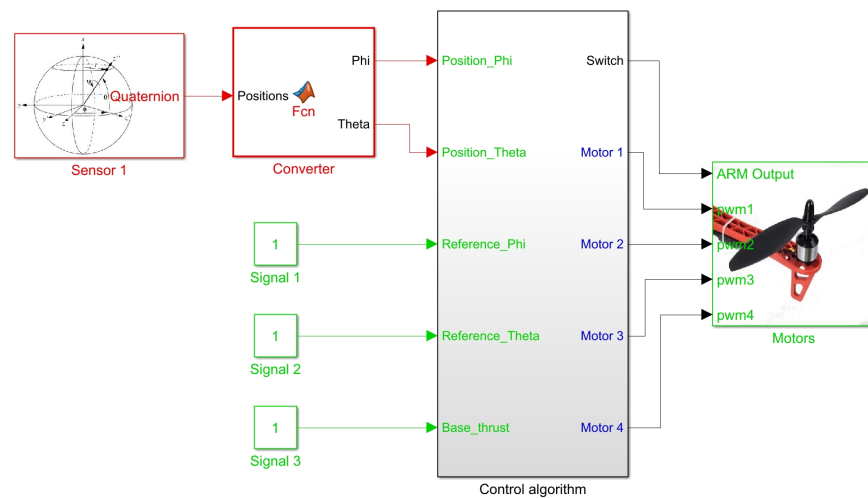 Quaternion
Sensor 1
Positions
Fcn
Phi
Theta
Converter
1
Signal 1
1
Signal 2
1
Signal 3
Position_Phi
Position_Theta
Reference_Phi
Reference_Theta
Base_thrust
Switch
Motor 1
Motor 2
Motor 3
Motor 4
Control algorithm
ARM Output
pwm1
pwm2
pwm3
pwm4
Motors